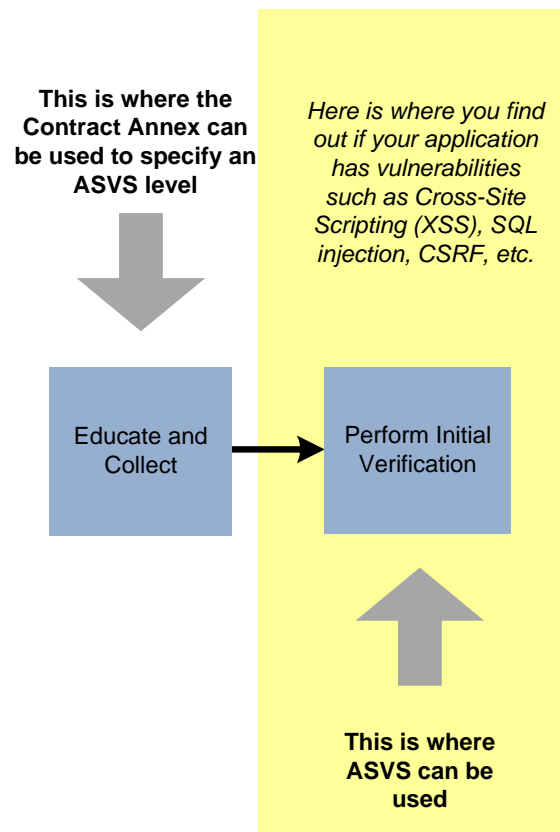 This is where the
Contract Annex can
be used to specify an
ASVS level
Here is where you find
out if your application
has vulnerabilities
such as Cross-Site
Scripting (XSS), SQL
injection, CSRF, etc.
Educate and
Collect
Perform Initial
Verification
This is where
ASVS can be
used